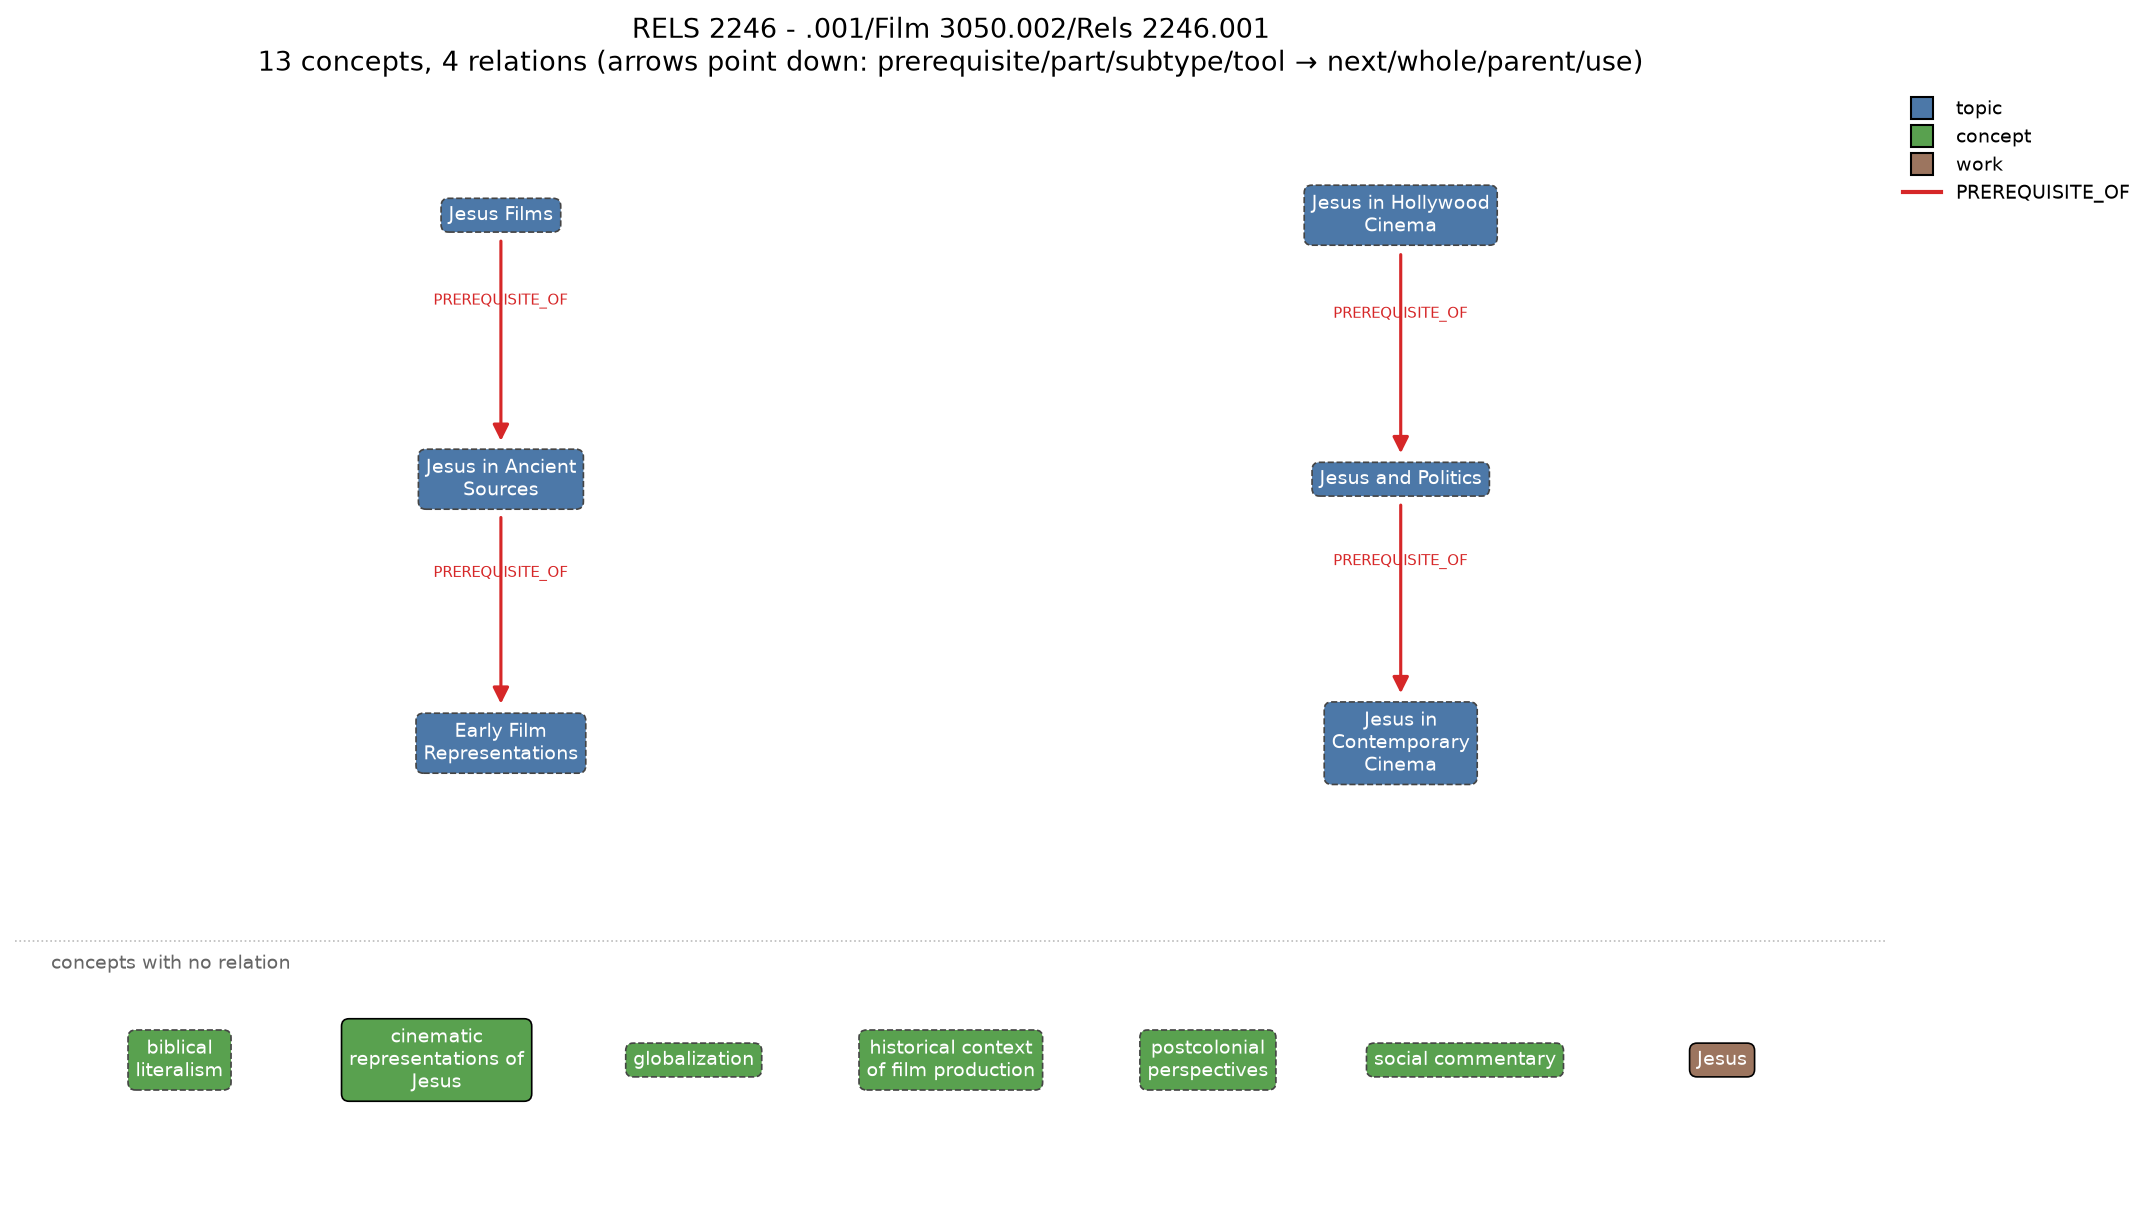 RELS 2246 - .001/Film 3050.002/Rels 2246.001
13 concepts, 4 relations (arrows point down: prerequisite/part/subtype/tool → next/whole/parent/use)
topic
concept
work
PREREQUISITE_OF
Jesus Films
Jesus in Hollywood
Cinema
PREREQUISITE_OF
PREREQUISITE_OF
Jesus in Ancient
Sources
Jesus and Politics
PREREQUISITE_OF
PREREQUISITE_OF
Early Film
Representations
Jesus in
Contemporary
Cinema
concepts with no relation
biblical
literalism
cinematic
representations of
Jesus
globalization
historical context
of film production
postcolonial
perspectives
social commentary
Jesus